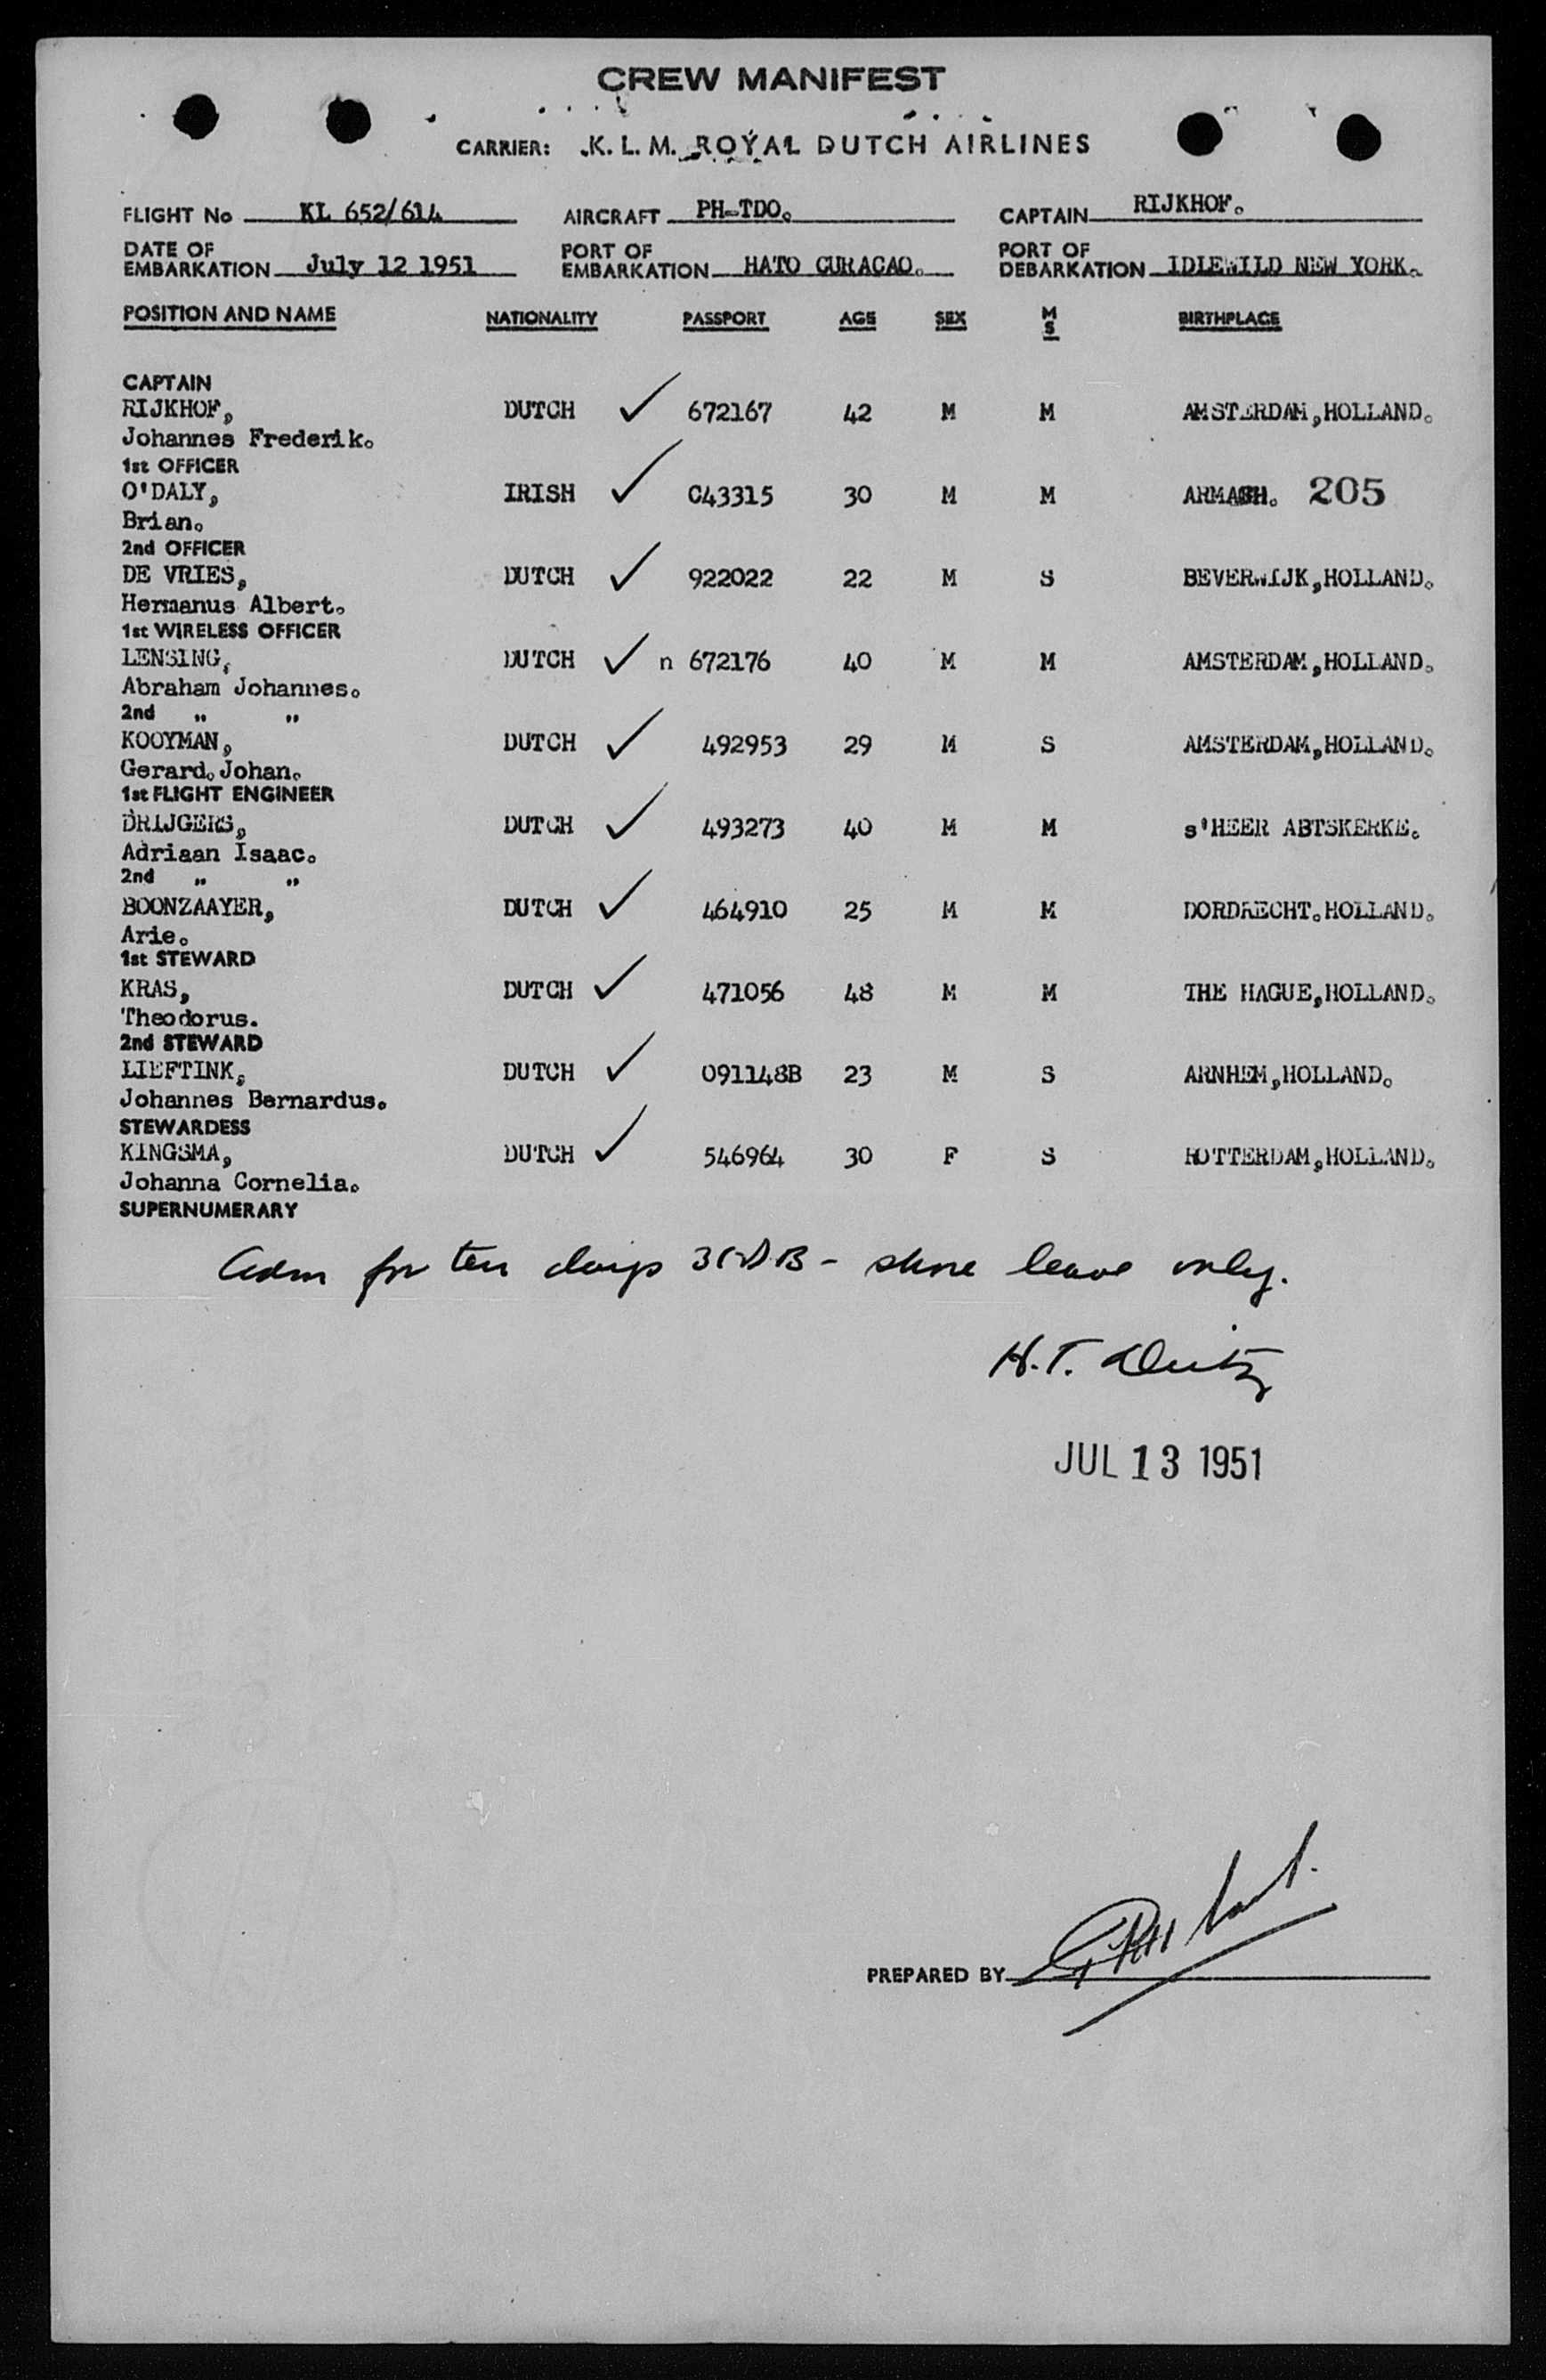 CREW MANIFEST
CARRIER: K. L. M. ROYAL DUTCH AIRLINES
FLIGHT No KL 652/614 AIRCRAFT PH-TDO. CAPTAIN RIJKHOF.
DATE OF EMBARKATION July 12 1951 PORT OF EMBARKATION HATO CURACAO. PORT OF DEBARKATION IDLEWILD NEW YORK.
POSITION AND NAME NATIONALITY PASSPORT AGE SEX M S BIRTHPLACE
CAPTAIN
RIJKHOF, DUTCH ✓ 672167 42 M M AMSTERDAM,HOLLAND.
Johannes Frederik.
1st OFFICER
O'DALY, IRISH ✓ C43315 30 M M ARMAGH. 205
Brian.
2nd OFFICER
DE VRIES, DUTCH ✓ 922022 22 M S BEVERWIJK,HOLLAND.
Hermanus Albert.
1st WIRELESS OFFICER
LENSING, DUTCH ✓ n 672176 40 M M AMSTERDAM,HOLLAND.
Abraham Johannes.
2nd " "
KOOYMAN, DUTCH ✓ 492953 29 M S AMSTERDAM,HOLLAND.
Gerard.Johan.
1st FLIGHT ENGINEER
DRIJGERS, DUTCH ✓ 493273 40 M M s'HEER ABTSKERKE.
Adriaan Isaac.
2nd " "
BOONZAAYER, DUTCH ✓ 464910 25 M M DORDRECHT.HOLLAND.
Arie.
1st STEWARD
KRAS, DUTCH ✓ 471056 48 M M THE HAGUE,HOLLAND.
Theodorus.
2nd STEWARD
LIEFTINK, DUTCH ✓ 091148B 23 M S ARNHEM,HOLLAND.
Johannes Bernardus.
STEWARDESS
KINGSMA, DUTCH ✓ 546964 30 F S ROTTERDAM,HOLLAND.
Johanna Cornelia.
SUPERNUMERARY
Adm for ten days - shore leave only.
H.T.
JUL 13 1951
PREPARED BY